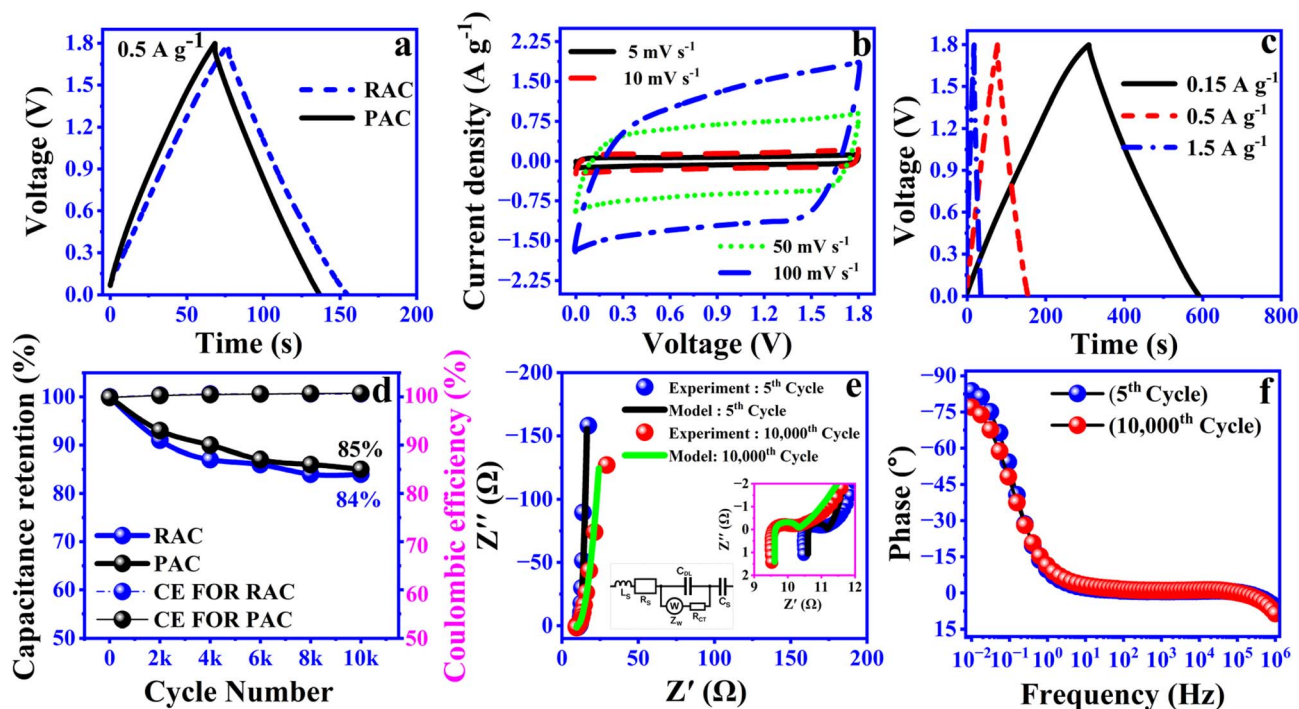 a
0.5 A g⁻¹
RAC
PAC
Voltage (V)
1.8
1.5
1.2
0.9
0.6
0.3
0.0
0 50 100 150 200
Time (s)
b
5 mV s⁻¹
10 mV s⁻¹
50 mV s⁻¹
100 mV s⁻¹
Current density (A g⁻¹)
2.25
1.50
0.75
0.00
−0.75
−1.50
−2.25
0.0 0.3 0.6 0.9 1.2 1.5 1.8
Voltage (V)
c
0.15 A g⁻¹
0.5 A g⁻¹
1.5 A g⁻¹
Voltage (V)
1.8
1.5
1.2
0.9
0.6
0.3
0.0
0 200 400 600 800
Time (s)
d
Capacitance retention (%)
100
90
80
70
60
50
85%
84%
RAC
PAC
CE FOR RAC
CE FOR PAC
0 2k 4k 6k 8k 10k
Cycle Number
Coulombic efficiency (%)
100
90
80
70
60
50
e
Experiment : 5th Cycle
Model : 5th Cycle
Experiment : 10,000th Cycle
Model: 10,000th Cycle
Z′′ (Ω)
−200
−150
−100
−50
0
0 50 100 150 200
Z′ (Ω)
Z′′ (Ω)
−2
−1
0
1
2
9 10 11 12
Z′ (Ω)
LS
RS
CDL
W
ZW
RCT
CS
f
(5th Cycle)
(10,000th Cycle)
Phase (°)
−90
−75
−60
−45
−30
−15
0
15
10⁻² 10⁻¹ 10⁰ 10¹ 10² 10³ 10⁴ 10⁵ 10⁶
Frequency (Hz)